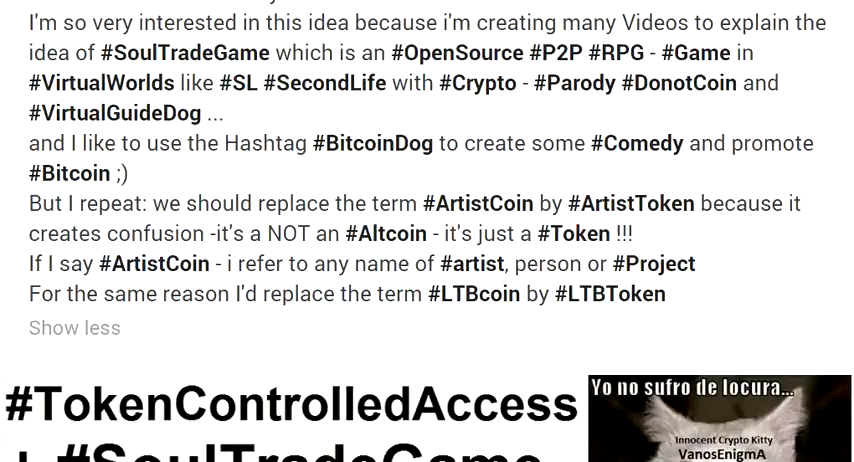 I'm so very interested in this idea because i'm creating many Videos to explain the
idea of #SoulTradeGame which is an #OpenSource #P2P #RPG - #Game in
#VirtualWorlds like #SL #SecondLife with #Crypto - #Parody #DonotCoin and
#VirtualGuideDog ...
and I like to use the Hashtag #BitcoinDog to create some #Comedy and promote
#Bitcoin ;)
But I repeat: we should replace the term #ArtistCoin by #ArtistToken because it
creates confusion -it's a NOT an #Altcoin - it's just a #Token !!!
If I say #ArtistCoin - i refer to any name of #artist, person or #Project
For the same reason I'd replace the term #LTBcoin by #LTBToken
Show less
#TokenControlledAccess
+ #SoulTradeGame
Yo no sufro de locura...
Innocent Crypto Kitty
VanosEnigmA